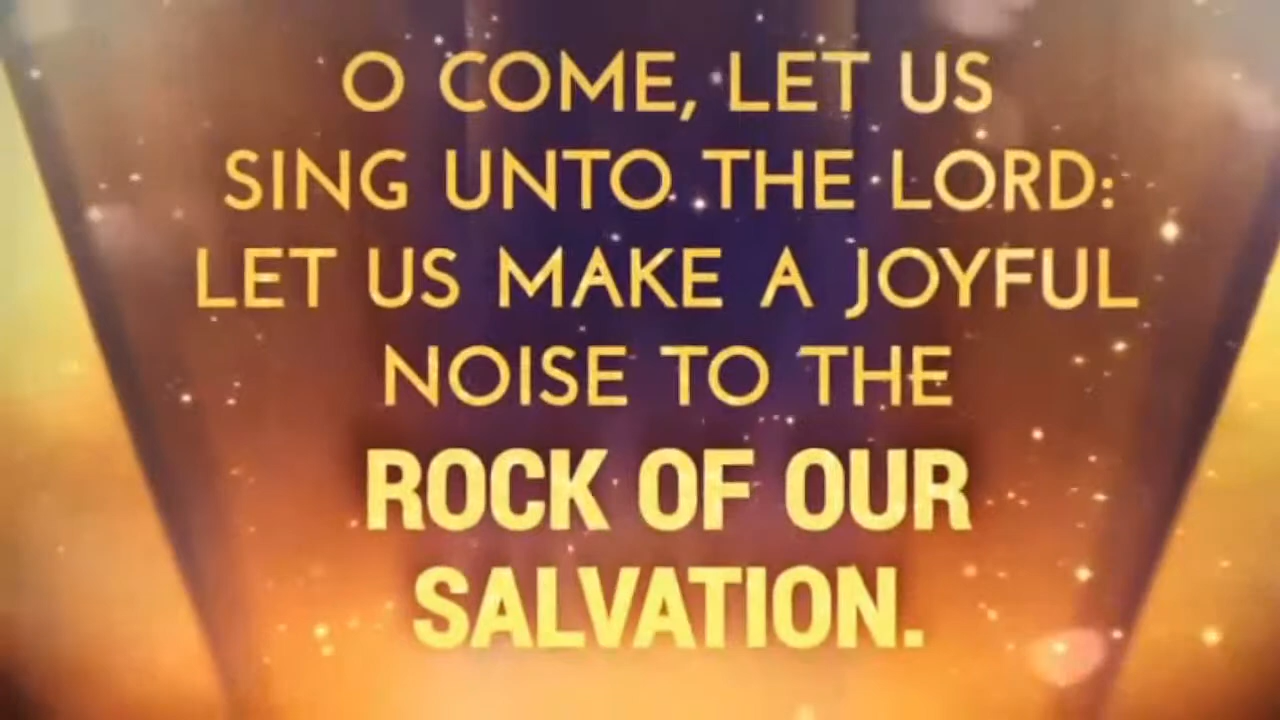 O COME, LET US
SING UNTO THE LORD:
LET US MAKE A JOYFUL
NOISE TO THE
ROCK OF OUR
SALVATION.